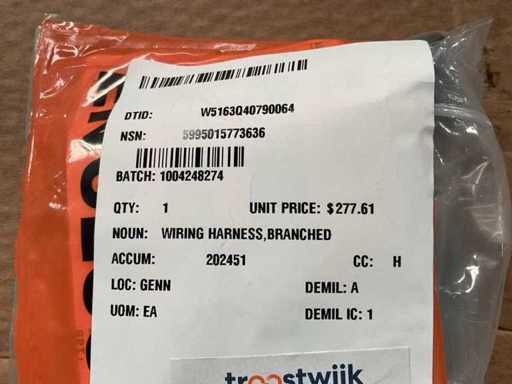 DTID: W5163Q40790064
NSN: 5995015773636
BATCH: 1004248274
QTY: 1 UNIT PRICE: $277.61
NOUN: WIRING HARNESS,BRANCHED
ACCUM: 202451 CC: H
LOC: GENN DEMIL: A
UOM: EA DEMIL IC: 1
troostwijk